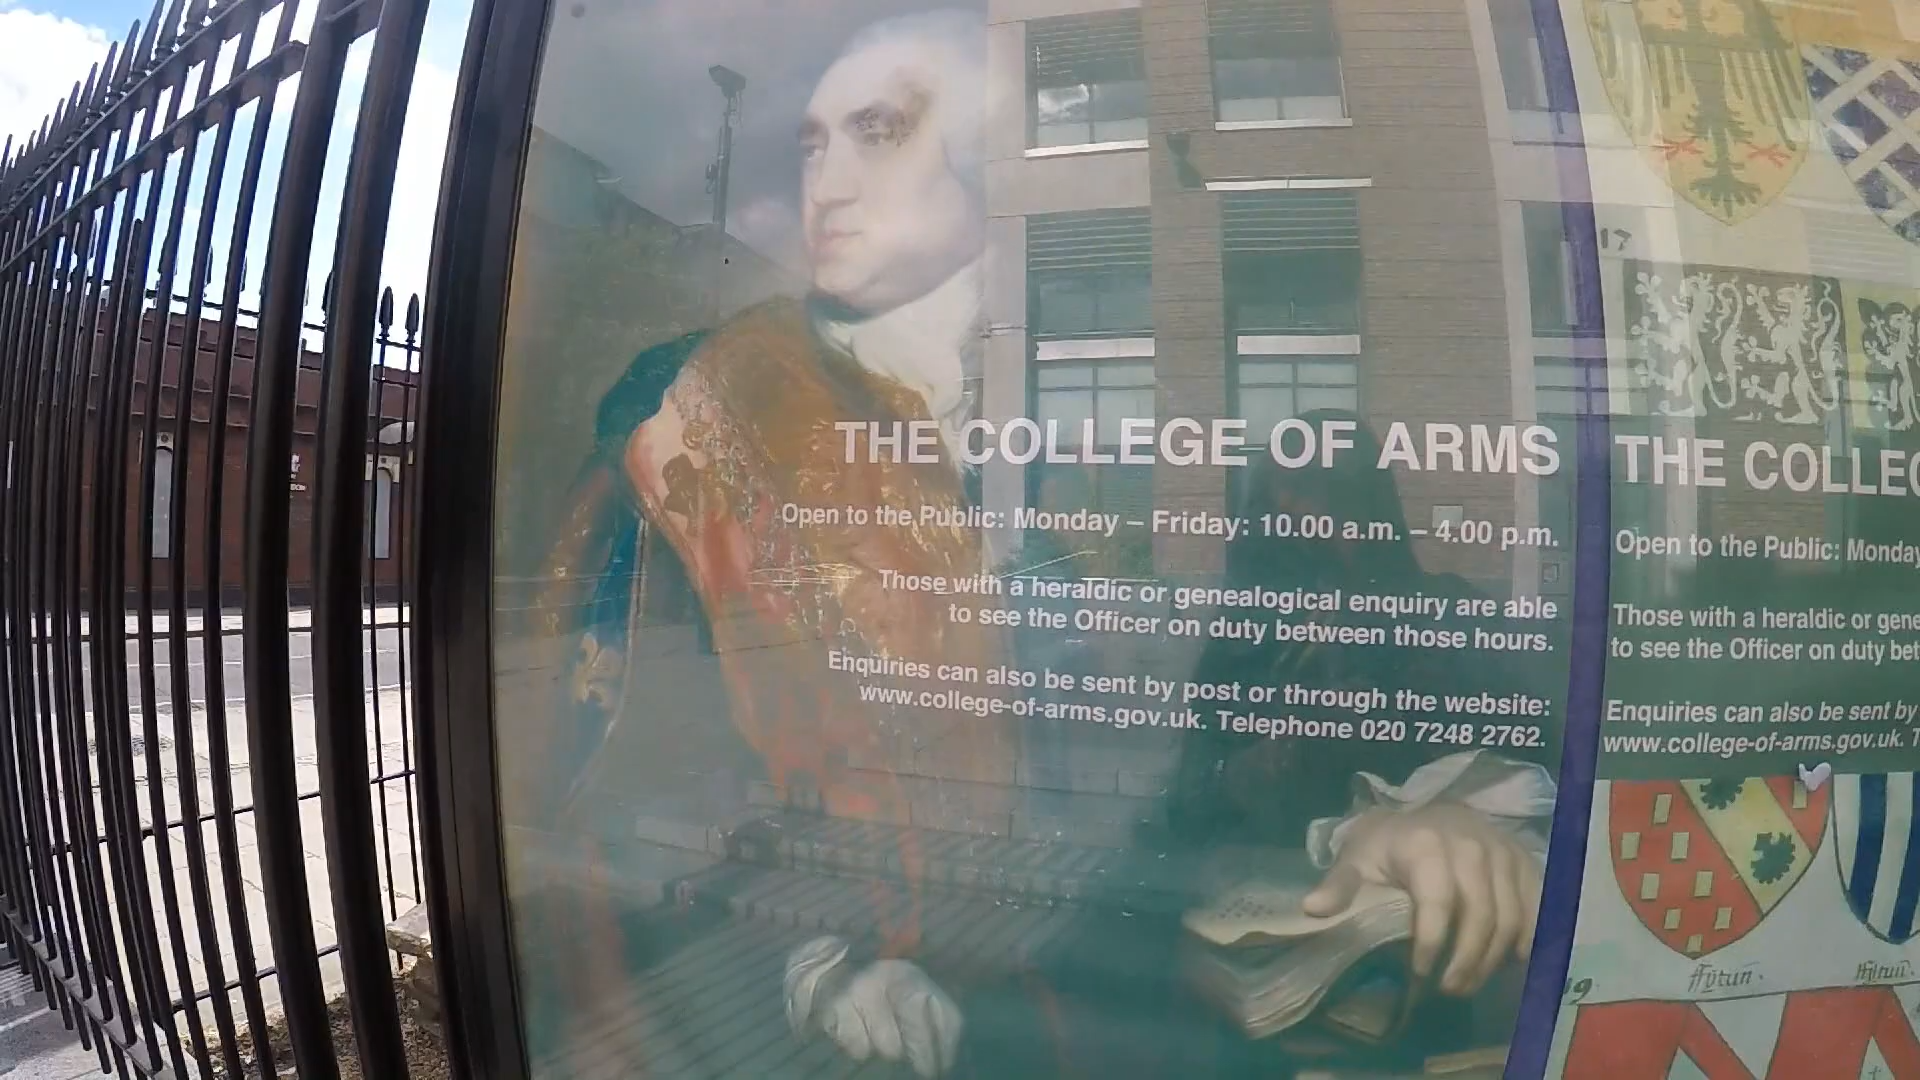 THE COLLEGE OF ARMS
Open to the Public: Monday – Friday: 10.00 a.m. – 4.00 p.m.
Those with a heraldic or genealogical enquiry are able
to see the Officer on duty between those hours.
Enquiries can also be sent by post or through the website:
www.college-of-arms.gov.uk. Telephone 020 7248 2762.
17
THE COLLEG
Open to the Public: Monday
Those with a heraldic or gene
to see the Officer on duty bet
Enquiries can also be sent by
www.college-of-arms.gov.uk. T
19.